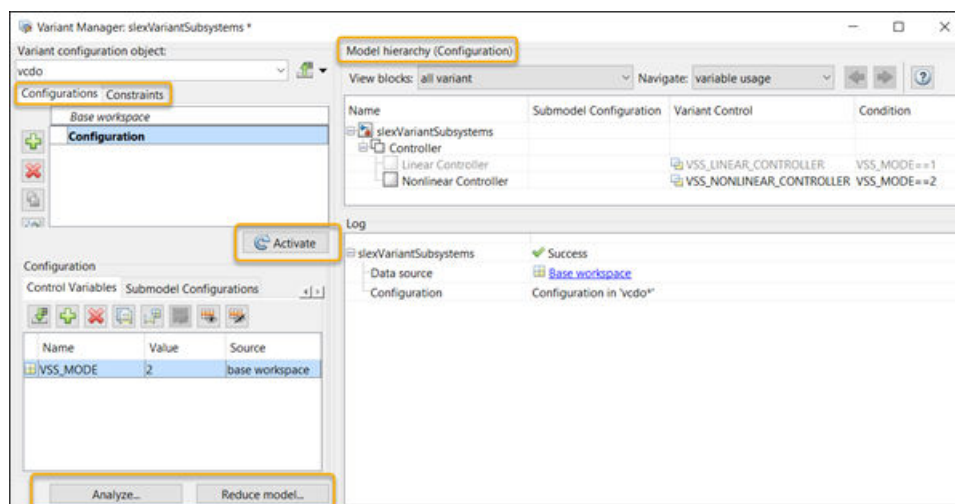 Variant Manager: slexVariantSubsystems *
Variant configuration object:
vcdo
Configurations Constraints
Base workspace
Configuration
Activate
Configuration
Control Variables Submodel Configurations
Name Value Source
VSS_MODE 2 base workspace
Analyze... Reduce model...
Model hierarchy (Configuration)
View blocks: all variant Navigate: variable usage
Name Submodel Configuration Variant Control Condition
slexVariantSubsystems
Controller
Linear Controller VSS_LINEAR_CONTROLLER VSS_MODE==1
Nonlinear Controller VSS_NONLINEAR_CONTROLLER VSS_MODE==2
Log
slexVariantSubsystems Success
Data source Base workspace
Configuration Configuration in 'vcdo*'